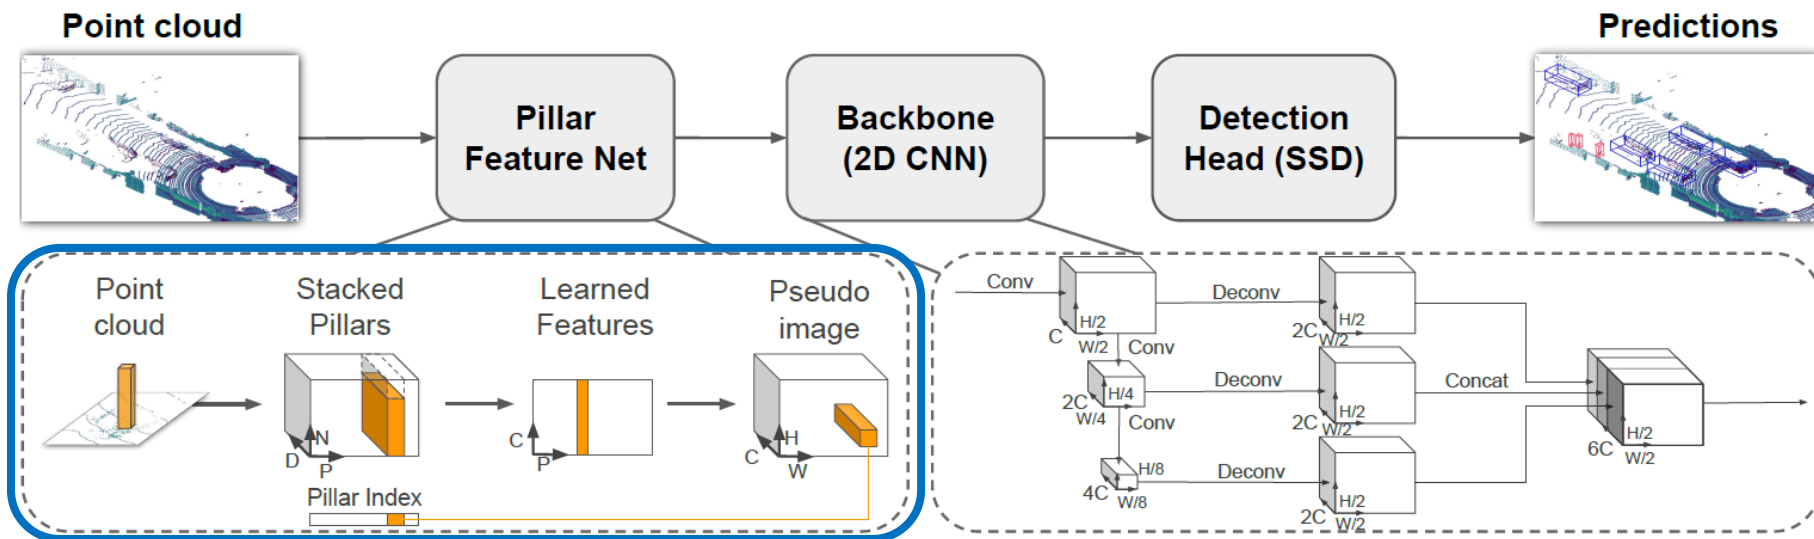 Point cloud
Pillar
Feature Net
Backbone
(2D CNN)
Detection
Head (SSD)
Predictions
Point
cloud
Stacked
Pillars
Learned
Features
Pseudo
image
N
D
P
C
P
H
C
W
Pillar Index
Conv
H/2
C
W/2
Conv
H/4
2C
W/4
Conv
H/8
4C
W/8
Deconv
H/2
2C
W/2
Deconv
H/2
2C
W/2
Deconv
H/2
2C
W/2
Concat
H/2
6C
W/2